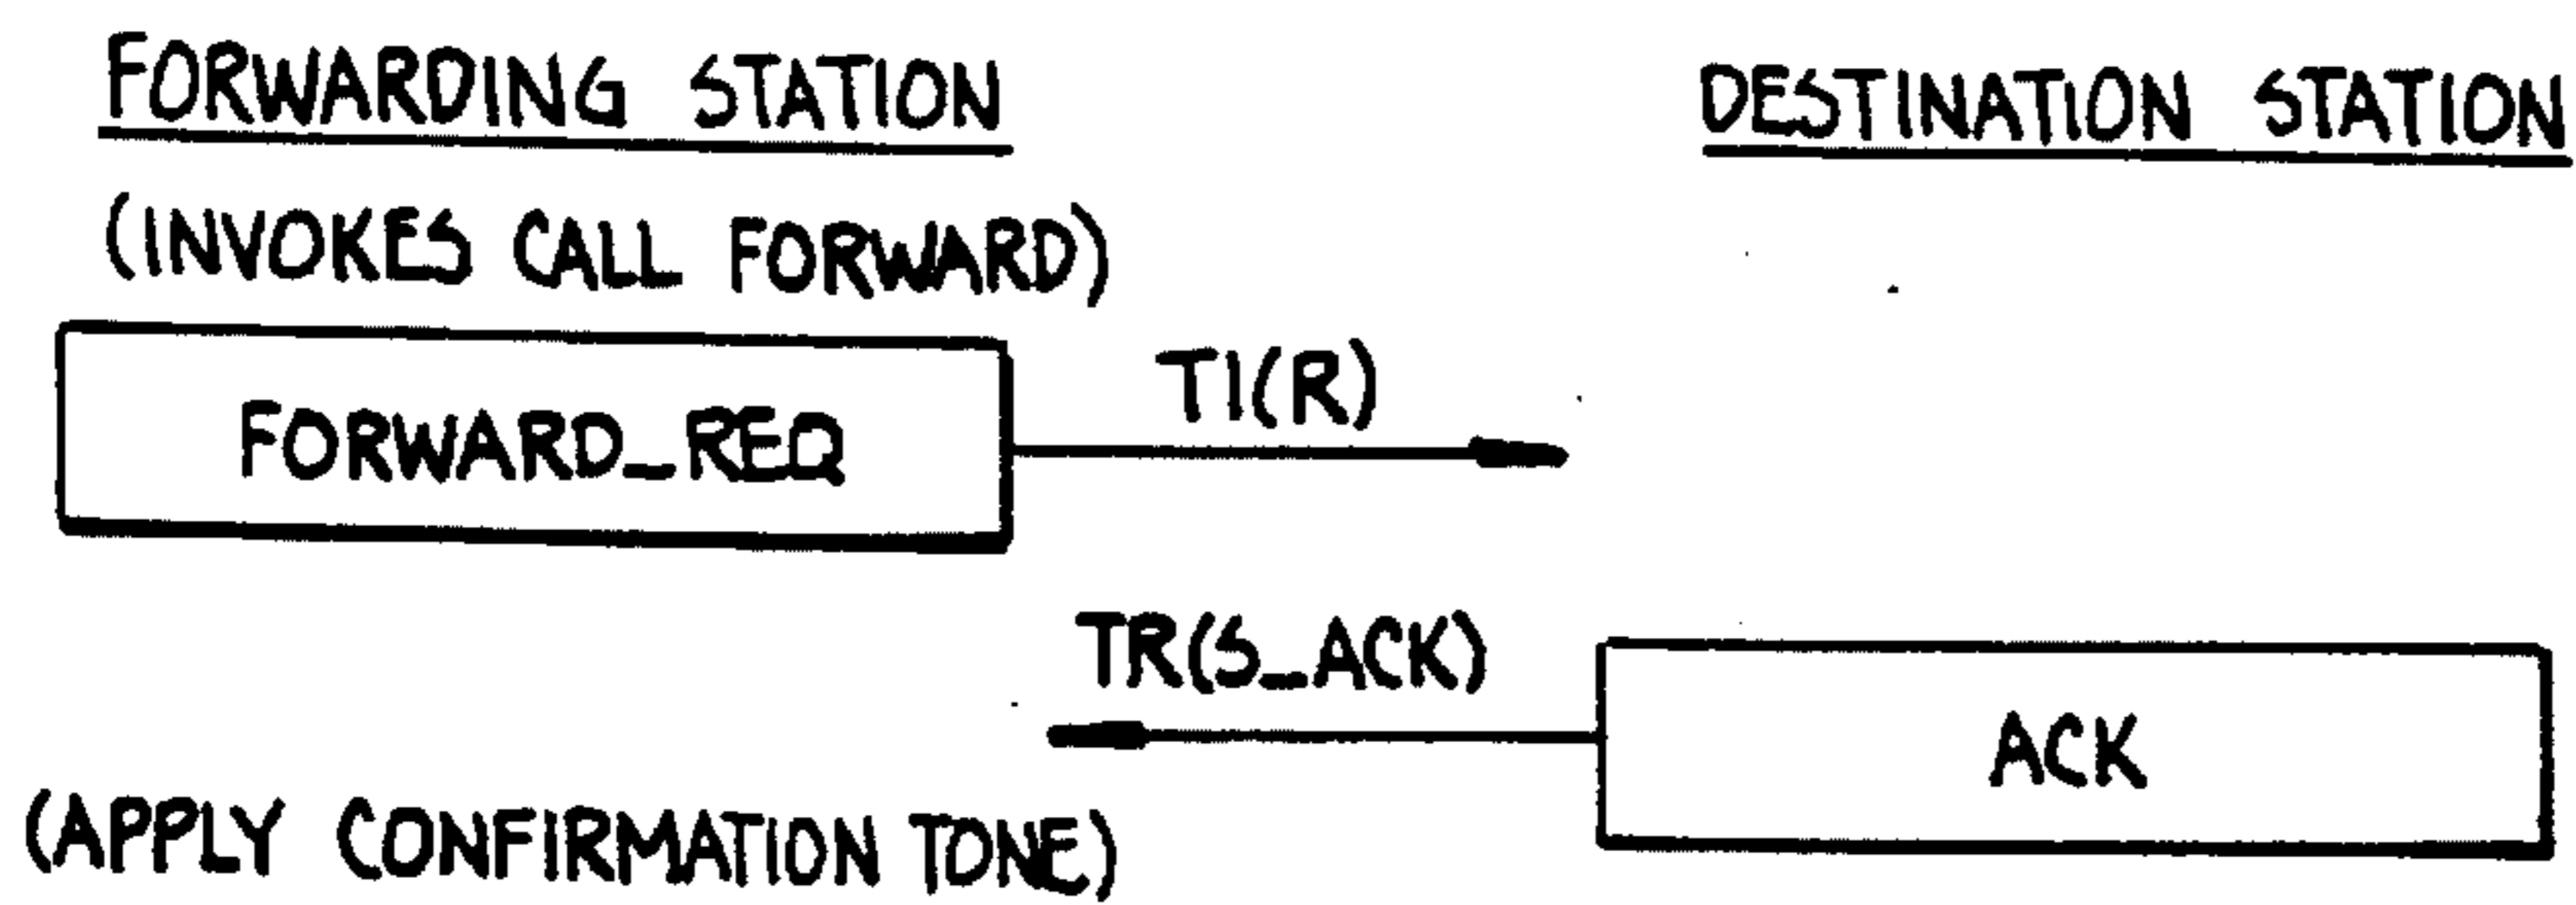 FORWARDING STATION
DESTINATION STATION
(INVOKES CALL FORWARD)
FORWARD_REQ
TI(R)
TR(S_ACK)
ACK
(APPLY CONFIRMATION TONE)